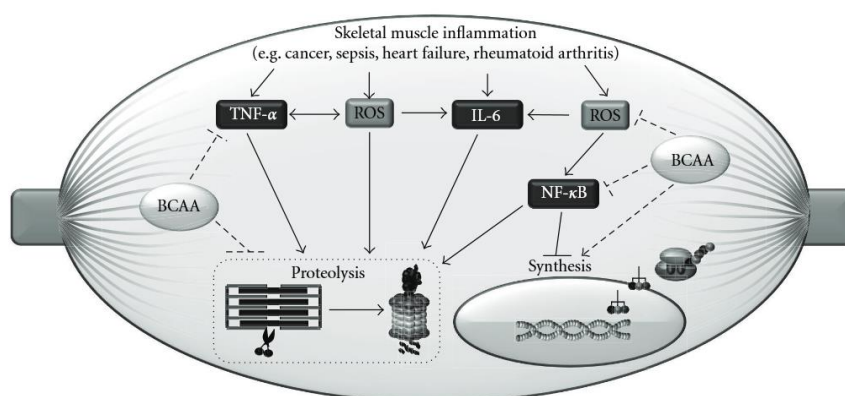 Skeletal muscle inflammation
(e.g. cancer, sepsis, heart failure, rheumatoid arthritis)
TNF-α
ROS
IL-6
ROS
BCAA
BCAA
NF-κB
Proteolysis
Synthesis